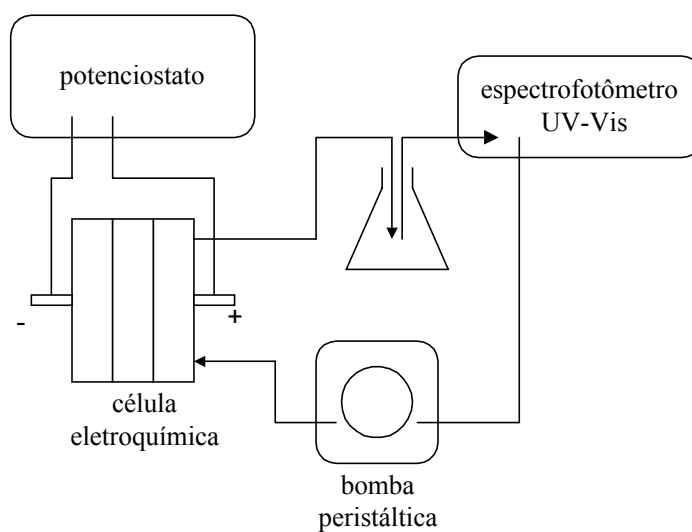 potenciostato
espectrofotômetro
UV-Vis
-
+
célula
eletroquímica
bomba
peristáltica